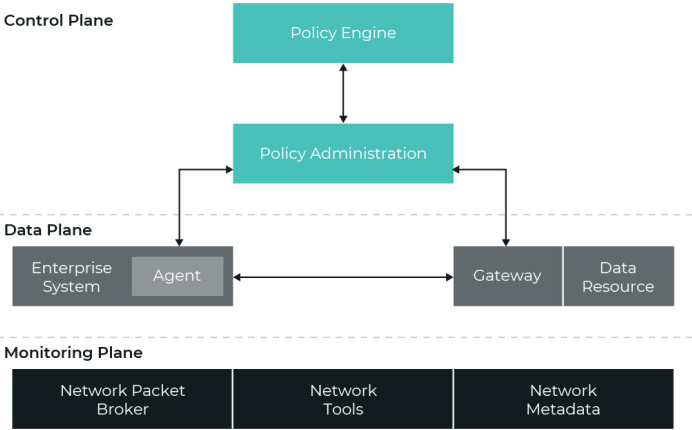 Control Plane
Policy Engine
Policy Administration
Data Plane
Enterprise
System
Agent
Gateway
Data
Resource
Monitoring Plane
Network Packet
Broker
Network
Tools
Network
Metadata